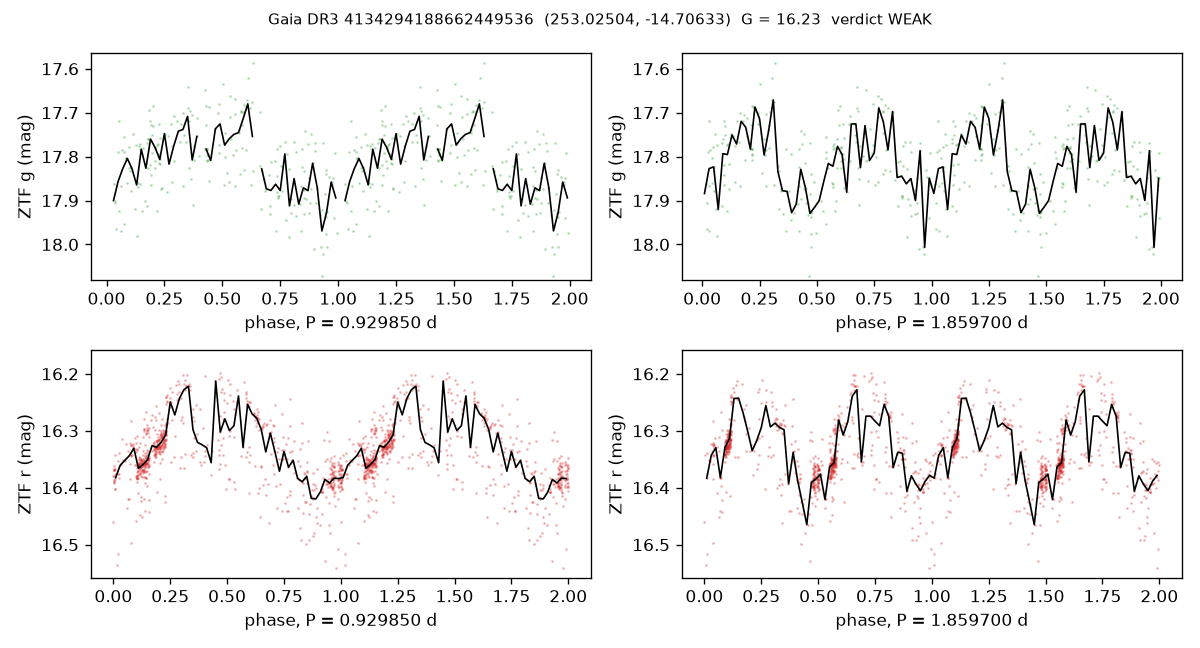 Gaia DR3 4134294188662449536 (253.02504, -14.70633) G = 16.23 verdict WEAK
ZTF g (mag)
17.6
17.7
17.8
17.9
18.0
0.00 0.25 0.50 0.75 1.00 1.25 1.50 1.75 2.00
phase, P = 0.929850 d
ZTF g (mag)
17.6
17.7
17.8
17.9
18.0
0.00 0.25 0.50 0.75 1.00 1.25 1.50 1.75 2.00
phase, P = 1.859700 d
ZTF r (mag)
16.2
16.3
16.4
16.5
0.00 0.25 0.50 0.75 1.00 1.25 1.50 1.75 2.00
phase, P = 0.929850 d
ZTF r (mag)
16.2
16.3
16.4
16.5
0.00 0.25 0.50 0.75 1.00 1.25 1.50 1.75 2.00
phase, P = 1.859700 d